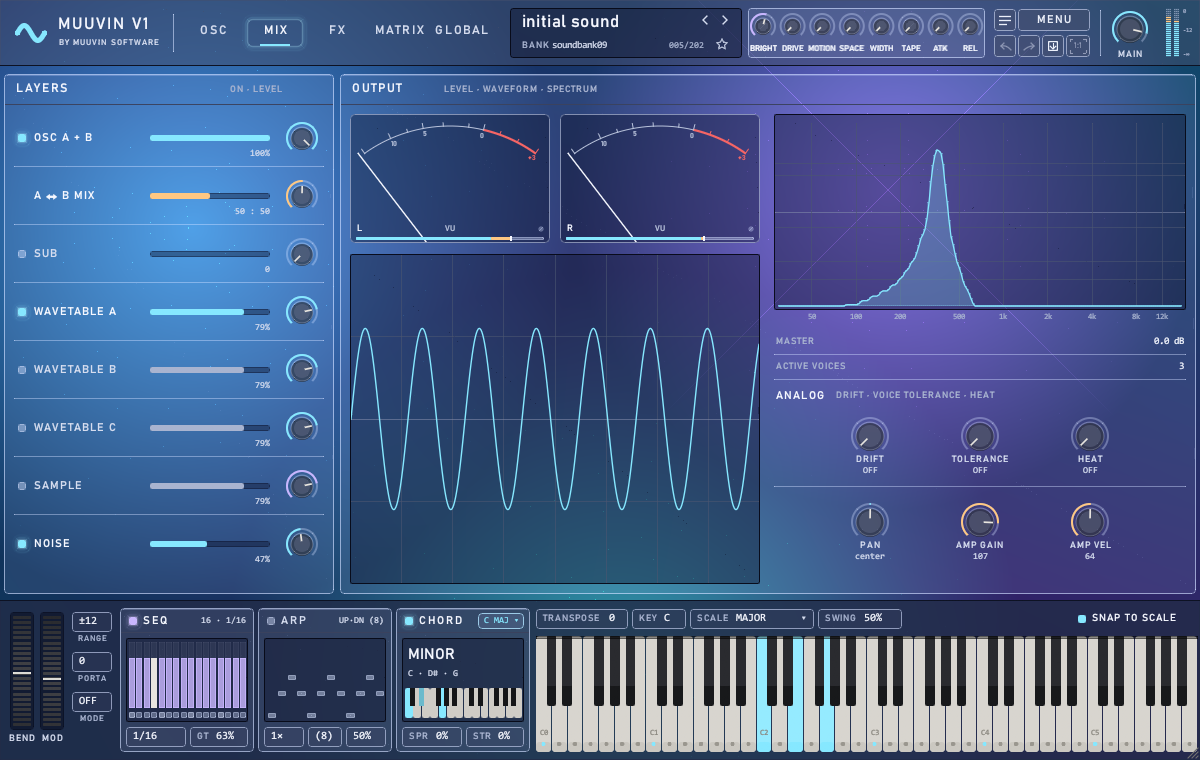 MUUVIN V1
BY MUUVIN SOFTWARE
OSC MIX FX MATRIX GLOBAL
initial sound
BANK soundbank09 005/202
BRIGHT DRIVE MOTION SPACE WIDTH TAPE ATK REL
MENU
1:1
MAIN
0
-12
-∞
LAYERS ON · LEVEL
OSC A + B
100%
A ⬌ B MIX
50 : 50
SUB
0
WAVETABLE A
79%
WAVETABLE B
79%
WAVETABLE C
79%
SAMPLE
79%
NOISE
47%
OUTPUT LEVEL · WAVEFORM · SPECTRUM
10 5 0 +3
L VU ⌀
10 5 0 +3
R VU ⌀
50 100 200 500 1k 2k 4k 8k 12k
MASTER 0.0 dB
ACTIVE VOICES 3
ANALOG DRIFT · VOICE TOLERANCE · HEAT
DRIFT TOLERANCE HEAT
OFF OFF OFF
PAN AMP GAIN AMP VEL
center 107 64
±12
RANGE
0
PORTA
OFF
MODE
BEND MOD
SEQ 16 · 1/16
1/16 GT 63%
ARP UP·DN (8)
1× (8) 50%
CHORD C MAJ ▾
MINOR
C · D# · G
SPR 0% STR 0%
TRANSPOSE 0 KEY C SCALE MAJOR ▾ SWING 50% SNAP TO SCALE
C0 C1 C2 C3 C4 C5